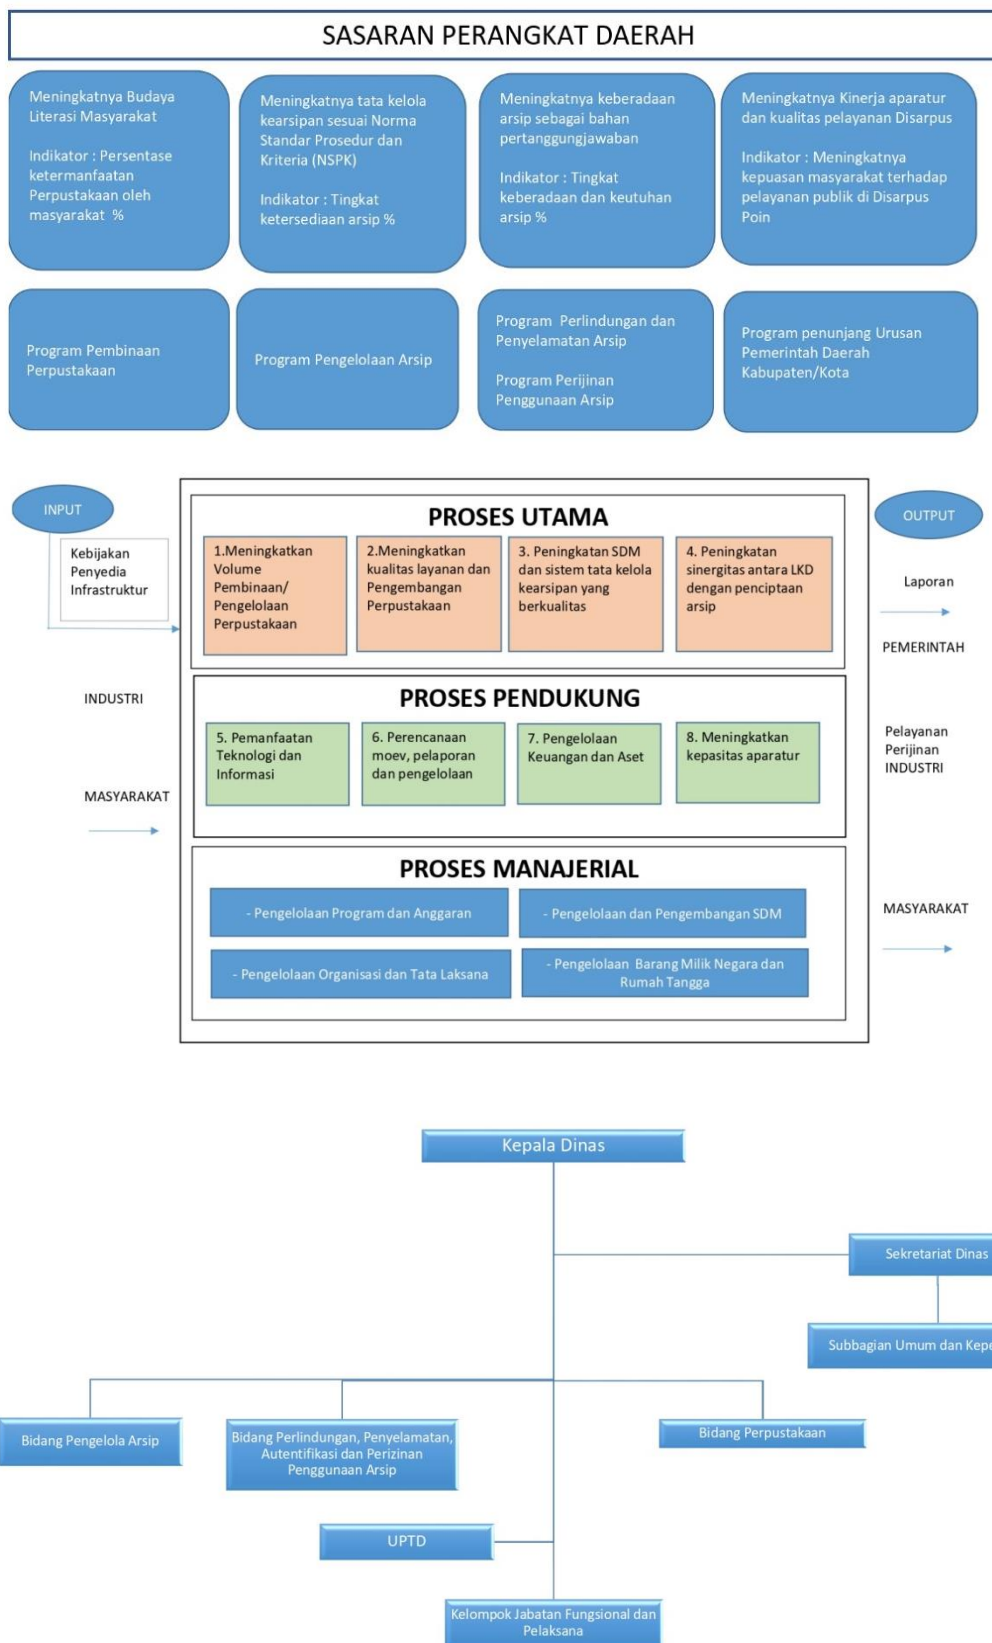 SASARAN PERANGKAT DAERAH
Meningkatnya Budaya
Literasi Masyarakat
Indikator : Persentase
ketermanfaatan
Perpustakaan oleh
masyarakat %
Meningkatnya tata kelola
kearsipan sesuai Norma
Standar Prosedur dan
Kriteria (NSPK)
Indikator : Tingkat
ketersediaan arsip %
Meningkatnya keberadaan
arsip sebagai bahan
pertanggungjawaban
Indikator : Tingkat
keberadaan dan keutuhan
arsip %
Meningkatnya Kinerja aparatur
dan kualitas pelayanan Disarpus
Indikator : Meningkatnya
kepuasan masyarakat terhadap
pelayanan publik di Disarpus
Poin
Program Pembinaan
Perpustakaan
Program Pengelolaan Arsip
Program Perlindungan dan
Penyelamatan Arsip
Program Perijinan
Penggunaan Arsip
Program penunjang Urusan
Pemerintah Daerah
Kabupaten/Kota
INPUT
Kebijakan
Penyedia
Infrastruktur
INDUSTRI
MASYARAKAT
PROSES UTAMA
1.Meningkatkan
Volume
Pembinaan/
Pengelolaan
Perpustakaan
2.Meningkatkan
kualitas layanan dan
Pengembangan
Perpustakaan
3. Peningkatan SDM
dan sistem tata kelola
kearsipan yang
berkualitas
4. Peningkatan
sinergitas antara LKD
dengan penciptaan
arsip
PROSES PENDUKUNG
5. Pemanfaatan
Teknologi dan
Informasi
6. Perencanaan
moev, pelaporan
dan pengelolaan
7. Pengelolaan
Keuangan dan Aset
8. Meningkatkan
kepasitas aparatur
PROSES MANAJERIAL
- Pengelolaan Program dan Anggaran
- Pengelolaan dan Pengembangan SDM
- Pengelolaan Organisasi dan Tata Laksana
- Pengelolaan Barang Milik Negara dan
Rumah Tangga
OUTPUT
Laporan
PEMERINTAH
Pelayanan
Perijinan
INDUSTRI
MASYARAKAT
Kepala Dinas
Sekretariat Dinas
Subbagian Umum dan Kepe
Bidang Pengelola Arsip
Bidang Perlindungan, Penyelamatan,
Autentifikasi dan Perizinan
Penggunaan Arsip
Bidang Perpustakaan
UPTD
Kelompok Jabatan Fungsional dan
Pelaksana